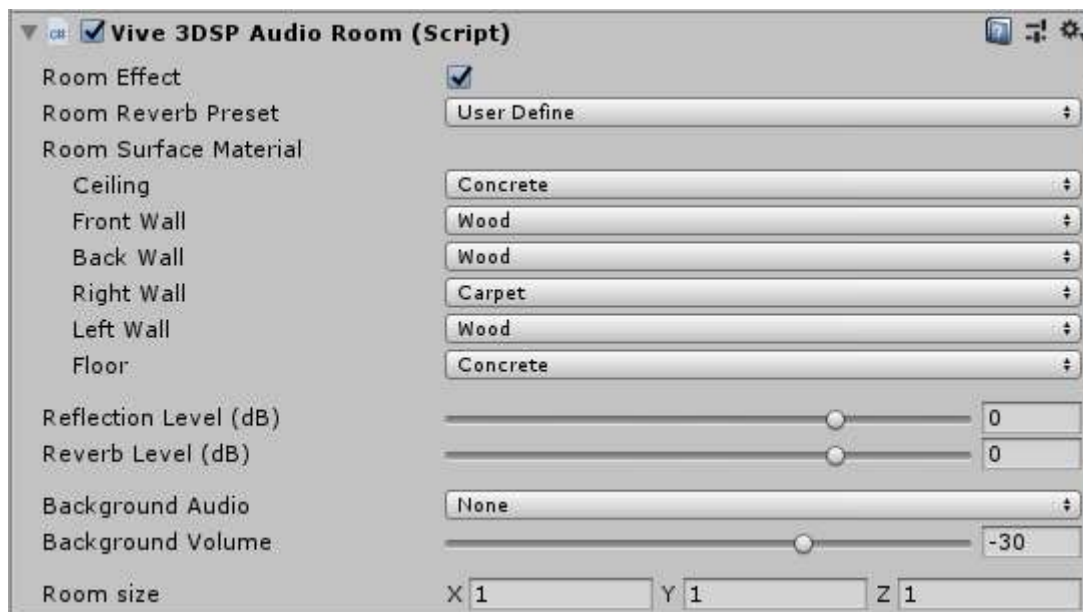 Vive 3DSP Audio Room (Script)
Room Effect
Room Reverb Preset User Define
Room Surface Material
Ceiling Concrete
Front Wall Wood
Back Wall Wood
Right Wall Carpet
Left Wall Wood
Floor Concrete
Reflection Level (dB) 0
Reverb Level (dB) 0
Background Audio None
Background Volume -30
Room size X 1 Y 1 Z 1